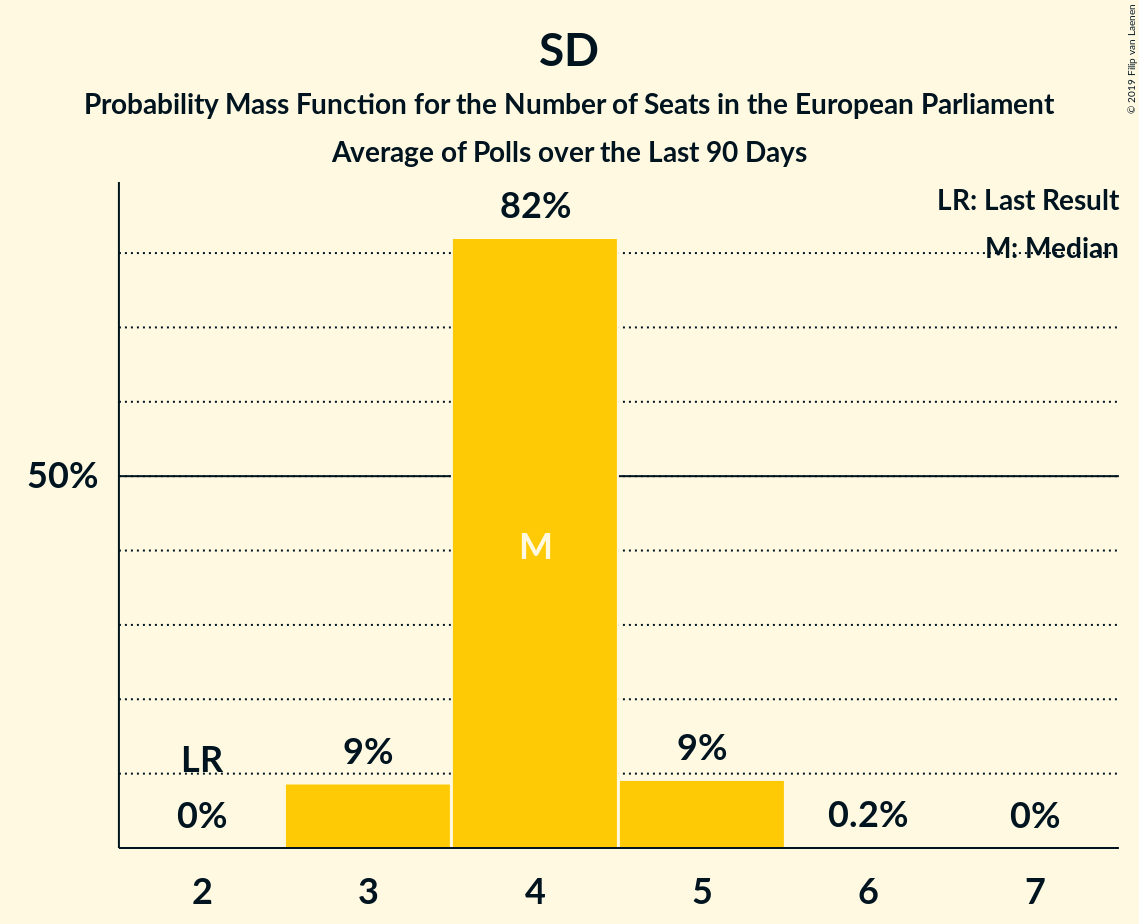 SD
Probability Mass Function for the Number of Seats in the European Parliament
Average of Polls over the Last 90 Days
© 2019 Filip van Laenen
LR: Last Result
M: Median
82%
50%
M
LR
9%
9%
0%
0.2%
0%
2 3 4 5 6 7